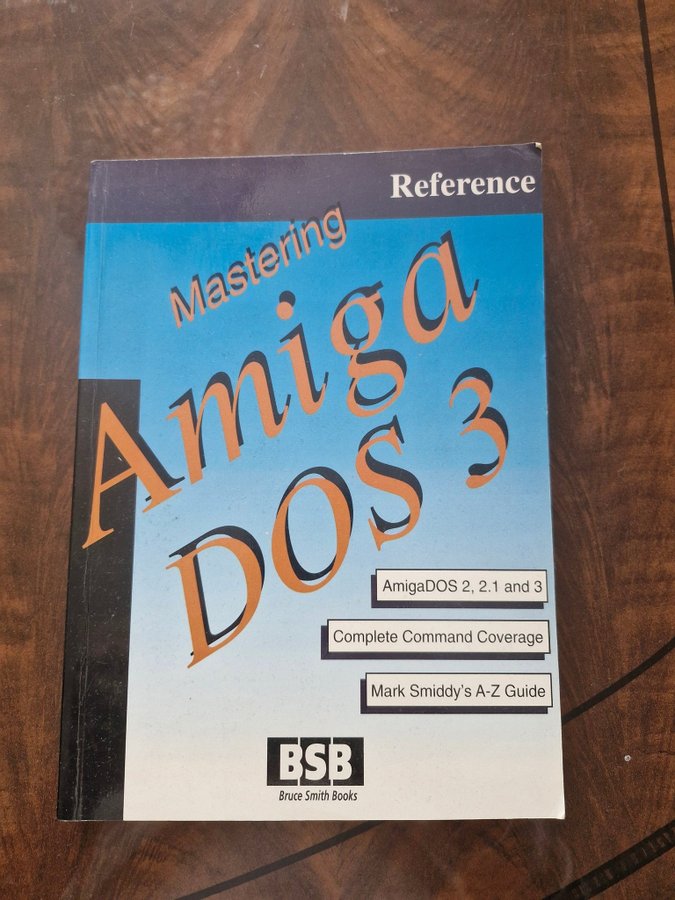 Reference
Mastering
Amiga
DOS 3
AmigaDOS 2, 2.1 and 3
Complete Command Coverage
Mark Smiddy's A-Z Guide
BSB
Bruce Smith Books